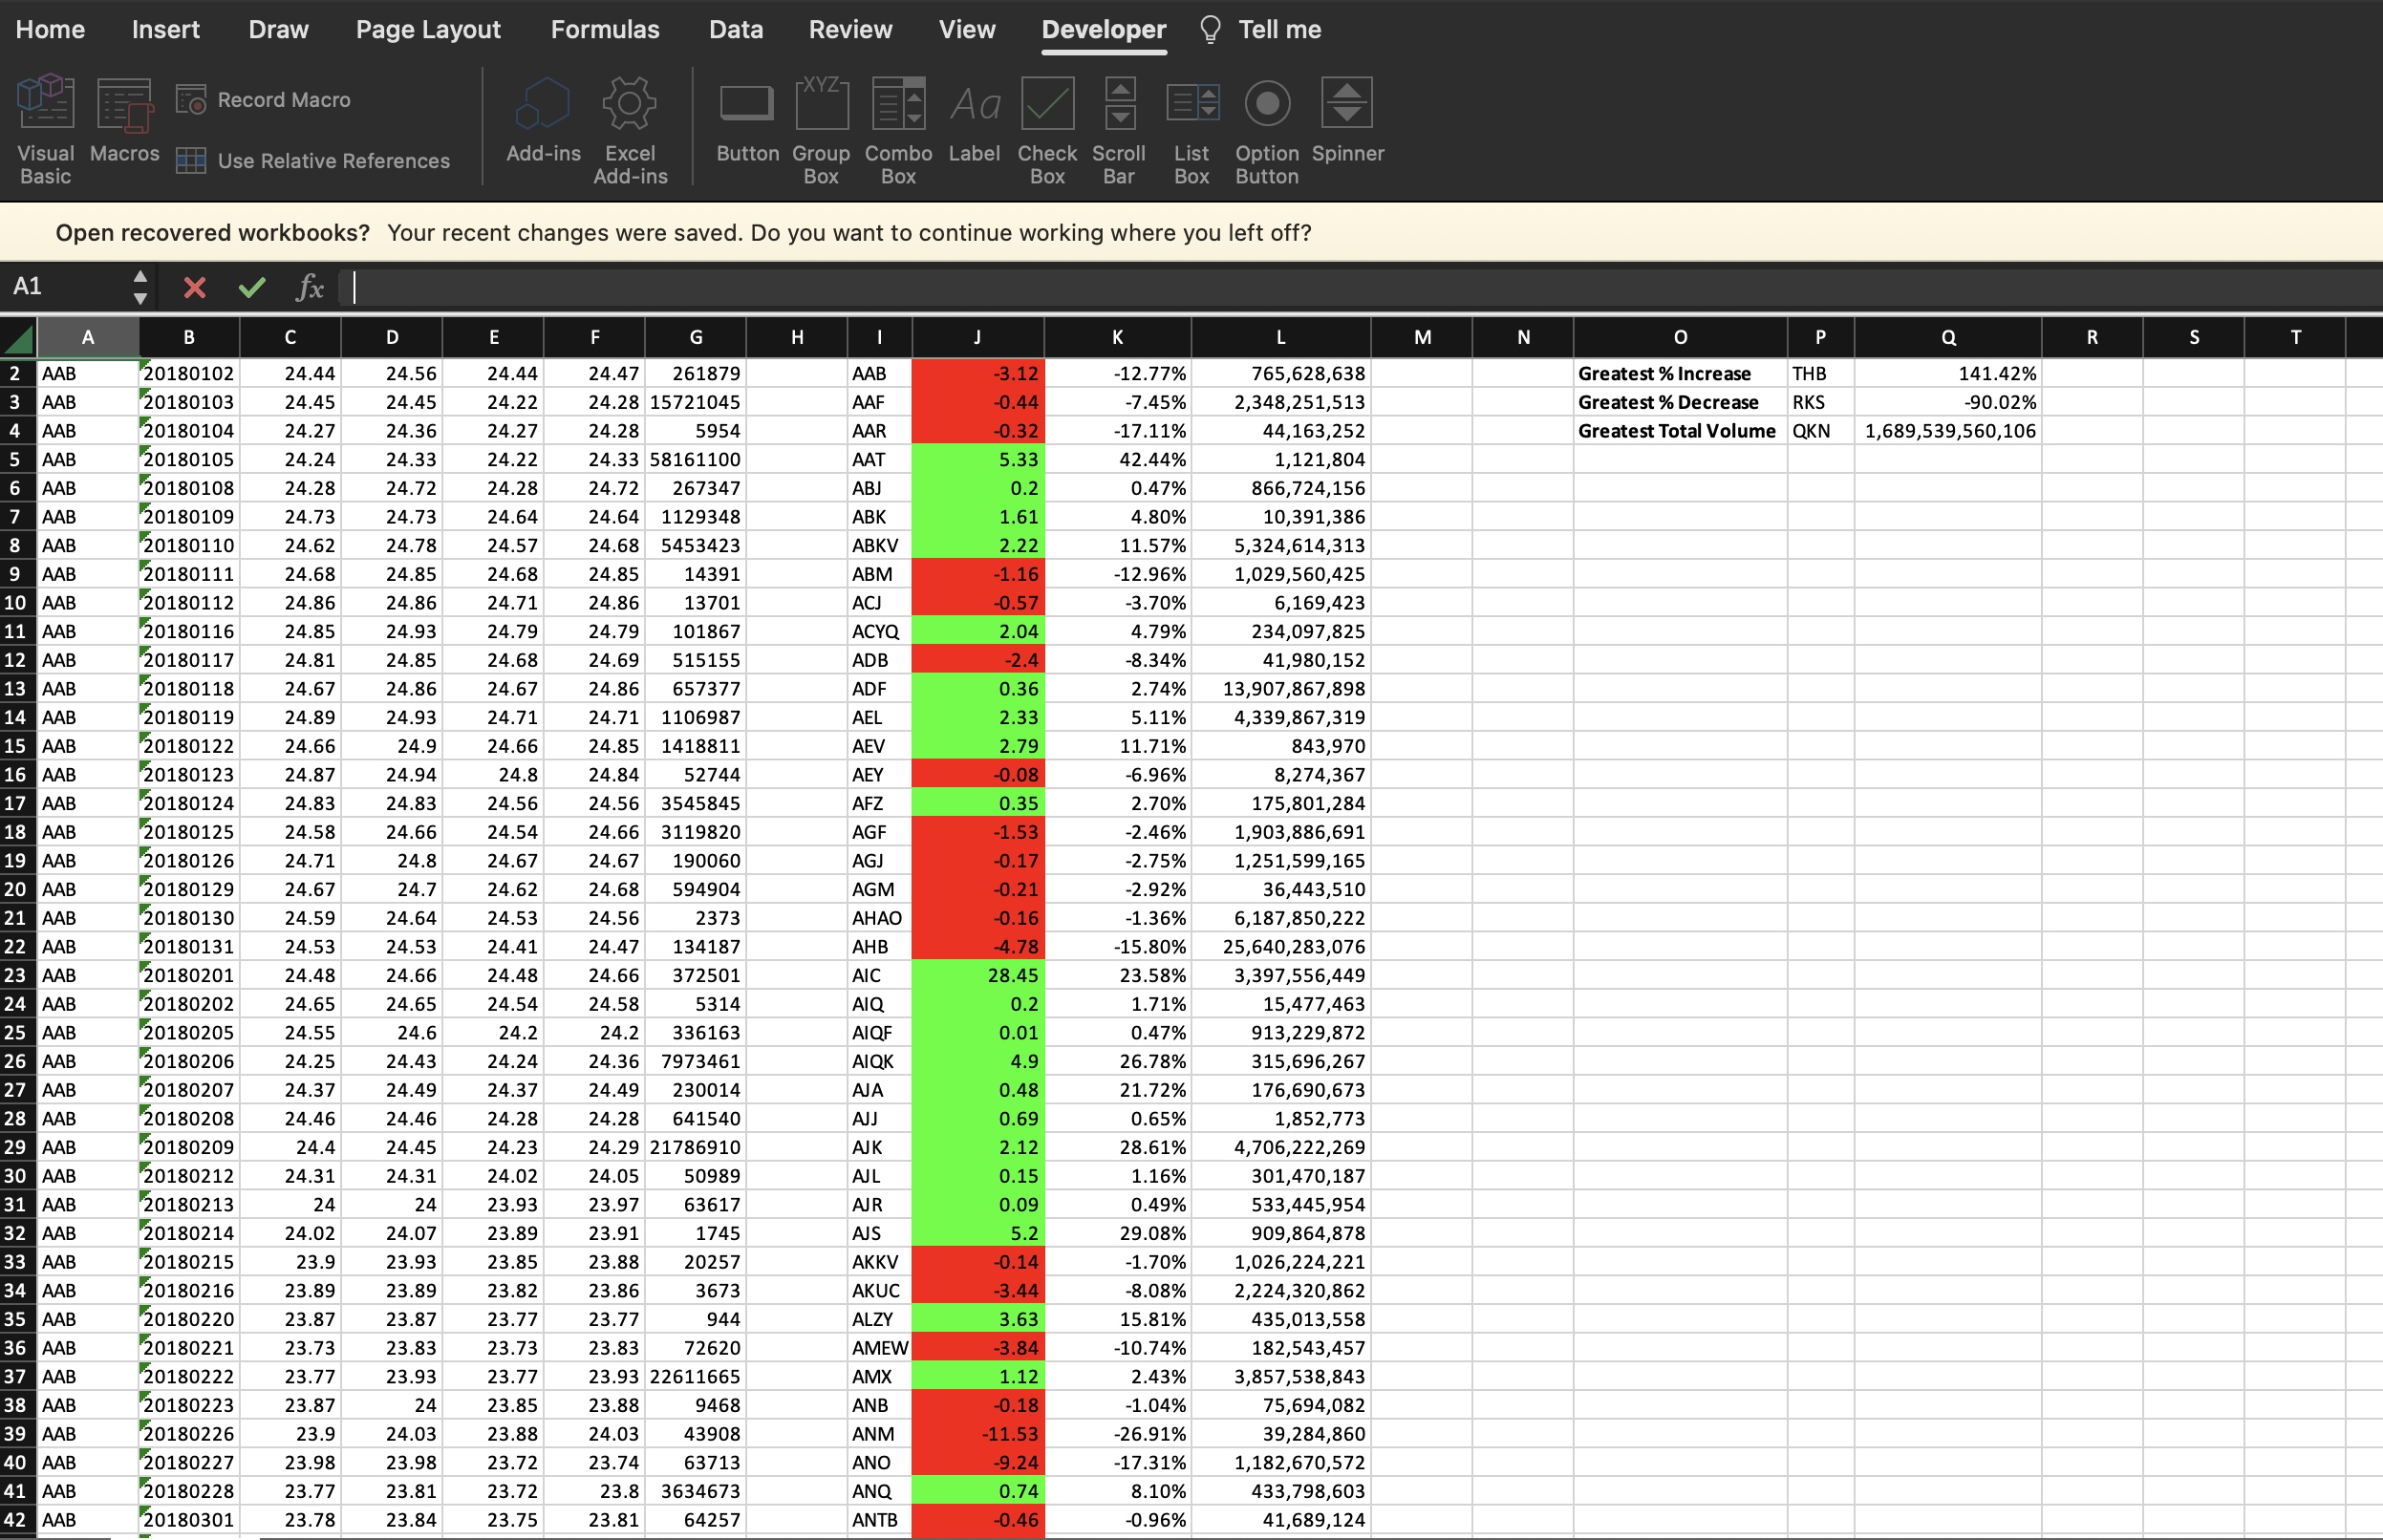 Home Insert Draw Page Layout Formulas Data Review View Developer Tell me
Visual Basic Macros Record Macro Use Relative References Add-ins Excel Add-ins Button Group Box XYZ Combo Box Aa Label Check Box Scroll Bar List Box Option Button Spinner
Open recovered workbooks? Your recent changes were saved. Do you want to continue working where you left off?
A1 fx
A B C D E F G H I J K L M N O P Q R S T
2 AAB 20180102 24.44 24.56 24.44 24.47 261879 AAB -3.12 -12.77% 765,628,638 Greatest % Increase THB 141.42%
3 AAB 20180103 24.45 24.45 24.22 24.28 15721045 AAF -0.44 -7.45% 2,348,251,513 Greatest % Decrease RKS -90.02%
4 AAB 20180104 24.27 24.36 24.27 24.28 5954 AAR -0.32 -17.11% 44,163,252 Greatest Total Volume QKN 1,689,539,560,106
5 AAB 20180105 24.24 24.33 24.22 24.33 58161100 AAT 5.33 42.44% 1,121,804
6 AAB 20180108 24.28 24.72 24.28 24.72 267347 ABJ 0.2 0.47% 866,724,156
7 AAB 20180109 24.73 24.73 24.64 24.64 1129348 ABK 1.61 4.80% 10,391,386
8 AAB 20180110 24.62 24.78 24.57 24.68 5453423 ABKV 2.22 11.57% 5,324,614,313
9 AAB 20180111 24.68 24.85 24.68 24.85 14391 ABM -1.16 -12.96% 1,029,560,425
10 AAB 20180112 24.86 24.86 24.71 24.86 13701 ACJ -0.57 -3.70% 6,169,423
11 AAB 20180116 24.85 24.93 24.79 24.79 101867 ACYQ 2.04 4.79% 234,097,825
12 AAB 20180117 24.81 24.85 24.68 24.69 515155 ADB -2.4 -8.34% 41,980,152
13 AAB 20180118 24.67 24.86 24.67 24.86 657377 ADF 0.36 2.74% 13,907,867,898
14 AAB 20180119 24.89 24.93 24.71 24.71 1106987 AEL 2.33 5.11% 4,339,867,319
15 AAB 20180122 24.66 24.9 24.66 24.85 1418811 AEV 2.79 11.71% 843,970
16 AAB 20180123 24.87 24.94 24.8 24.84 52744 AEY -0.08 -6.96% 8,274,367
17 AAB 20180124 24.83 24.83 24.56 24.56 3545845 AFZ 0.35 2.70% 175,801,284
18 AAB 20180125 24.58 24.66 24.54 24.66 3119820 AGF -1.53 -2.46% 1,903,886,691
19 AAB 20180126 24.71 24.8 24.67 24.67 190060 AGJ -0.17 -2.75% 1,251,599,165
20 AAB 20180129 24.67 24.7 24.62 24.68 594904 AGM -0.21 -2.92% 36,443,510
21 AAB 20180130 24.59 24.64 24.53 24.56 2373 AHAO -0.16 -1.36% 6,187,850,222
22 AAB 20180131 24.53 24.53 24.41 24.47 134187 AHB -4.78 -15.80% 25,640,283,076
23 AAB 20180201 24.48 24.66 24.48 24.66 372501 AIC 28.45 23.58% 3,397,556,449
24 AAB 20180202 24.65 24.65 24.54 24.58 5314 AIQ 0.2 1.71% 15,477,463
25 AAB 20180205 24.55 24.6 24.2 24.2 336163 AIQF 0.01 0.47% 913,229,872
26 AAB 20180206 24.25 24.43 24.24 24.36 7973461 AIQK 4.9 26.78% 315,696,267
27 AAB 20180207 24.37 24.49 24.37 24.49 230014 AJA 0.48 21.72% 176,690,673
28 AAB 20180208 24.46 24.46 24.28 24.28 641540 AJJ 0.69 0.65% 1,852,773
29 AAB 20180209 24.4 24.45 24.23 24.29 21786910 AJK 2.12 28.61% 4,706,222,269
30 AAB 20180212 24.31 24.31 24.02 24.05 50989 AJL 0.15 1.16% 301,470,187
31 AAB 20180213 24 24 23.93 23.97 63617 AJR 0.09 0.49% 533,445,954
32 AAB 20180214 24.02 24.07 23.89 23.91 1745 AJS 5.2 29.08% 909,864,878
33 AAB 20180215 23.9 23.93 23.85 23.88 20257 AKKV -0.14 -1.70% 1,026,224,221
34 AAB 20180216 23.89 23.89 23.82 23.86 3673 AKUC -3.44 -8.08% 2,224,320,862
35 AAB 20180220 23.87 23.87 23.77 23.77 944 ALZY 3.63 15.81% 435,013,558
36 AAB 20180221 23.73 23.83 23.73 23.83 72620 AMEW -3.84 -10.74% 182,543,457
37 AAB 20180222 23.77 23.93 23.77 23.93 22611665 AMX 1.12 2.43% 3,857,538,843
38 AAB 20180223 23.87 24 23.85 23.88 9468 ANB -0.18 -1.04% 75,694,082
39 AAB 20180226 23.9 24.03 23.88 24.03 43908 ANM -11.53 -26.91% 39,284,860
40 AAB 20180227 23.98 23.98 23.72 23.74 63713 ANO -9.24 -17.31% 1,182,670,572
41 AAB 20180228 23.77 23.81 23.72 23.8 3634673 ANQ 0.74 8.10% 433,798,603
42 AAB 20180301 23.78 23.84 23.75 23.81 64257 ANTB -0.46 -0.96% 41,689,124